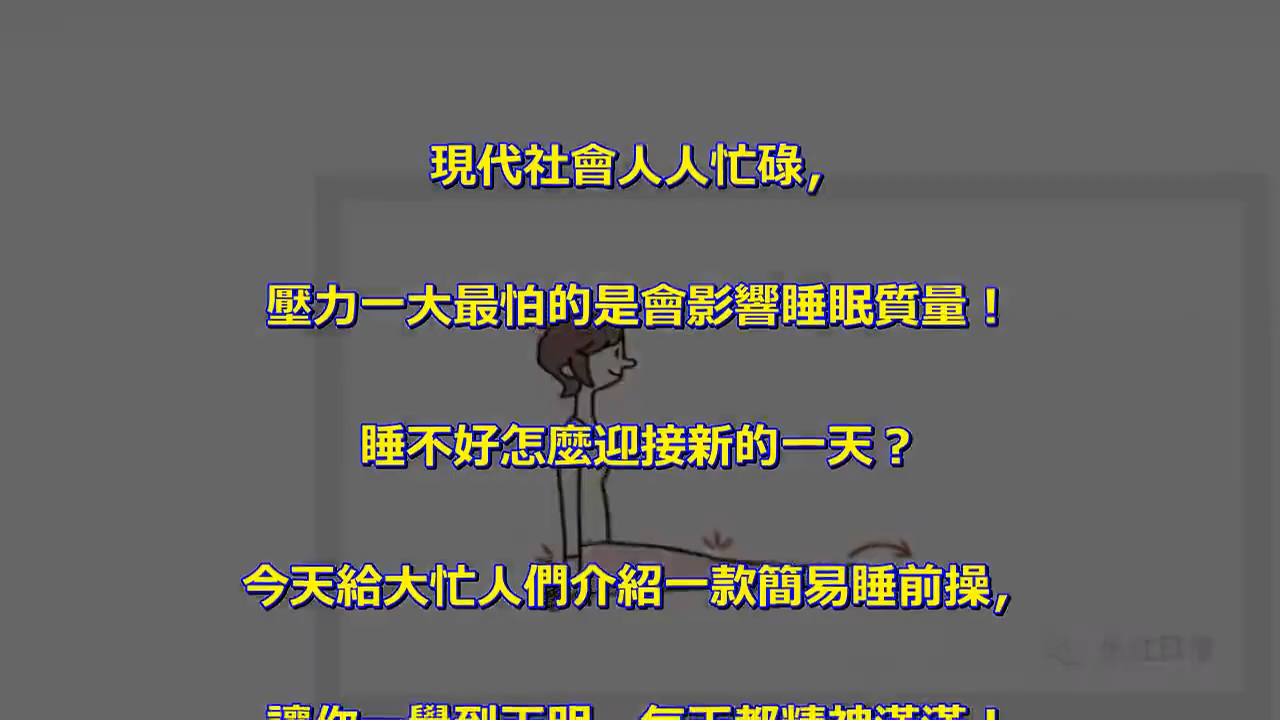 現代社會人人忙碌,
壓力一大最怕的是會影響睡眠質量！
睡不好怎麼迎接新的一天？
今天給大忙人們介紹一款簡易睡前操,